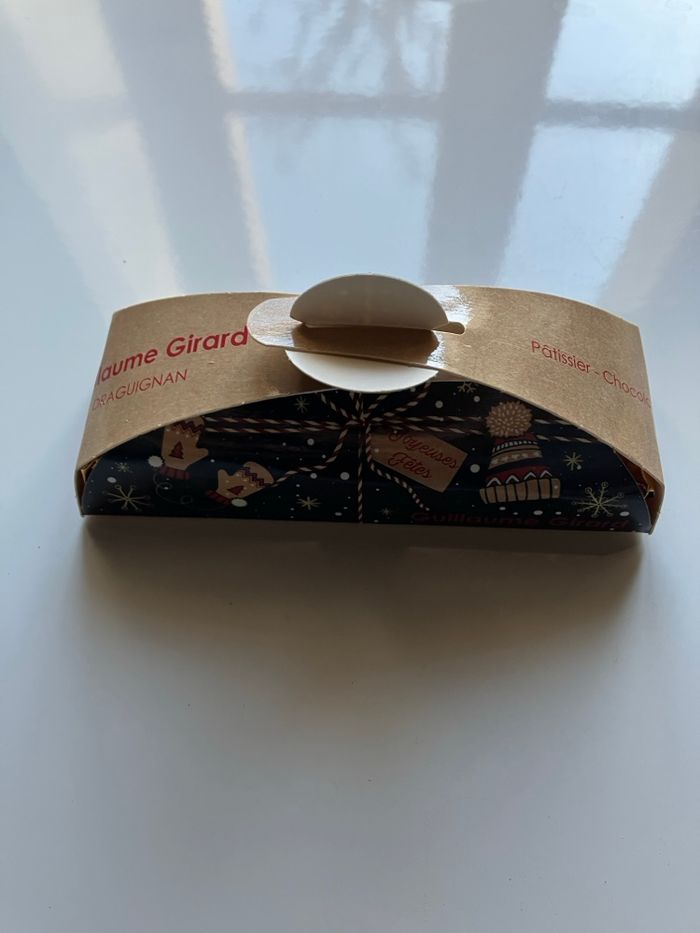 laume Girard
DRAGUIGNAN
Pâtissier - Chocola
Joyeuses
Fêtes
Guillaume Girard